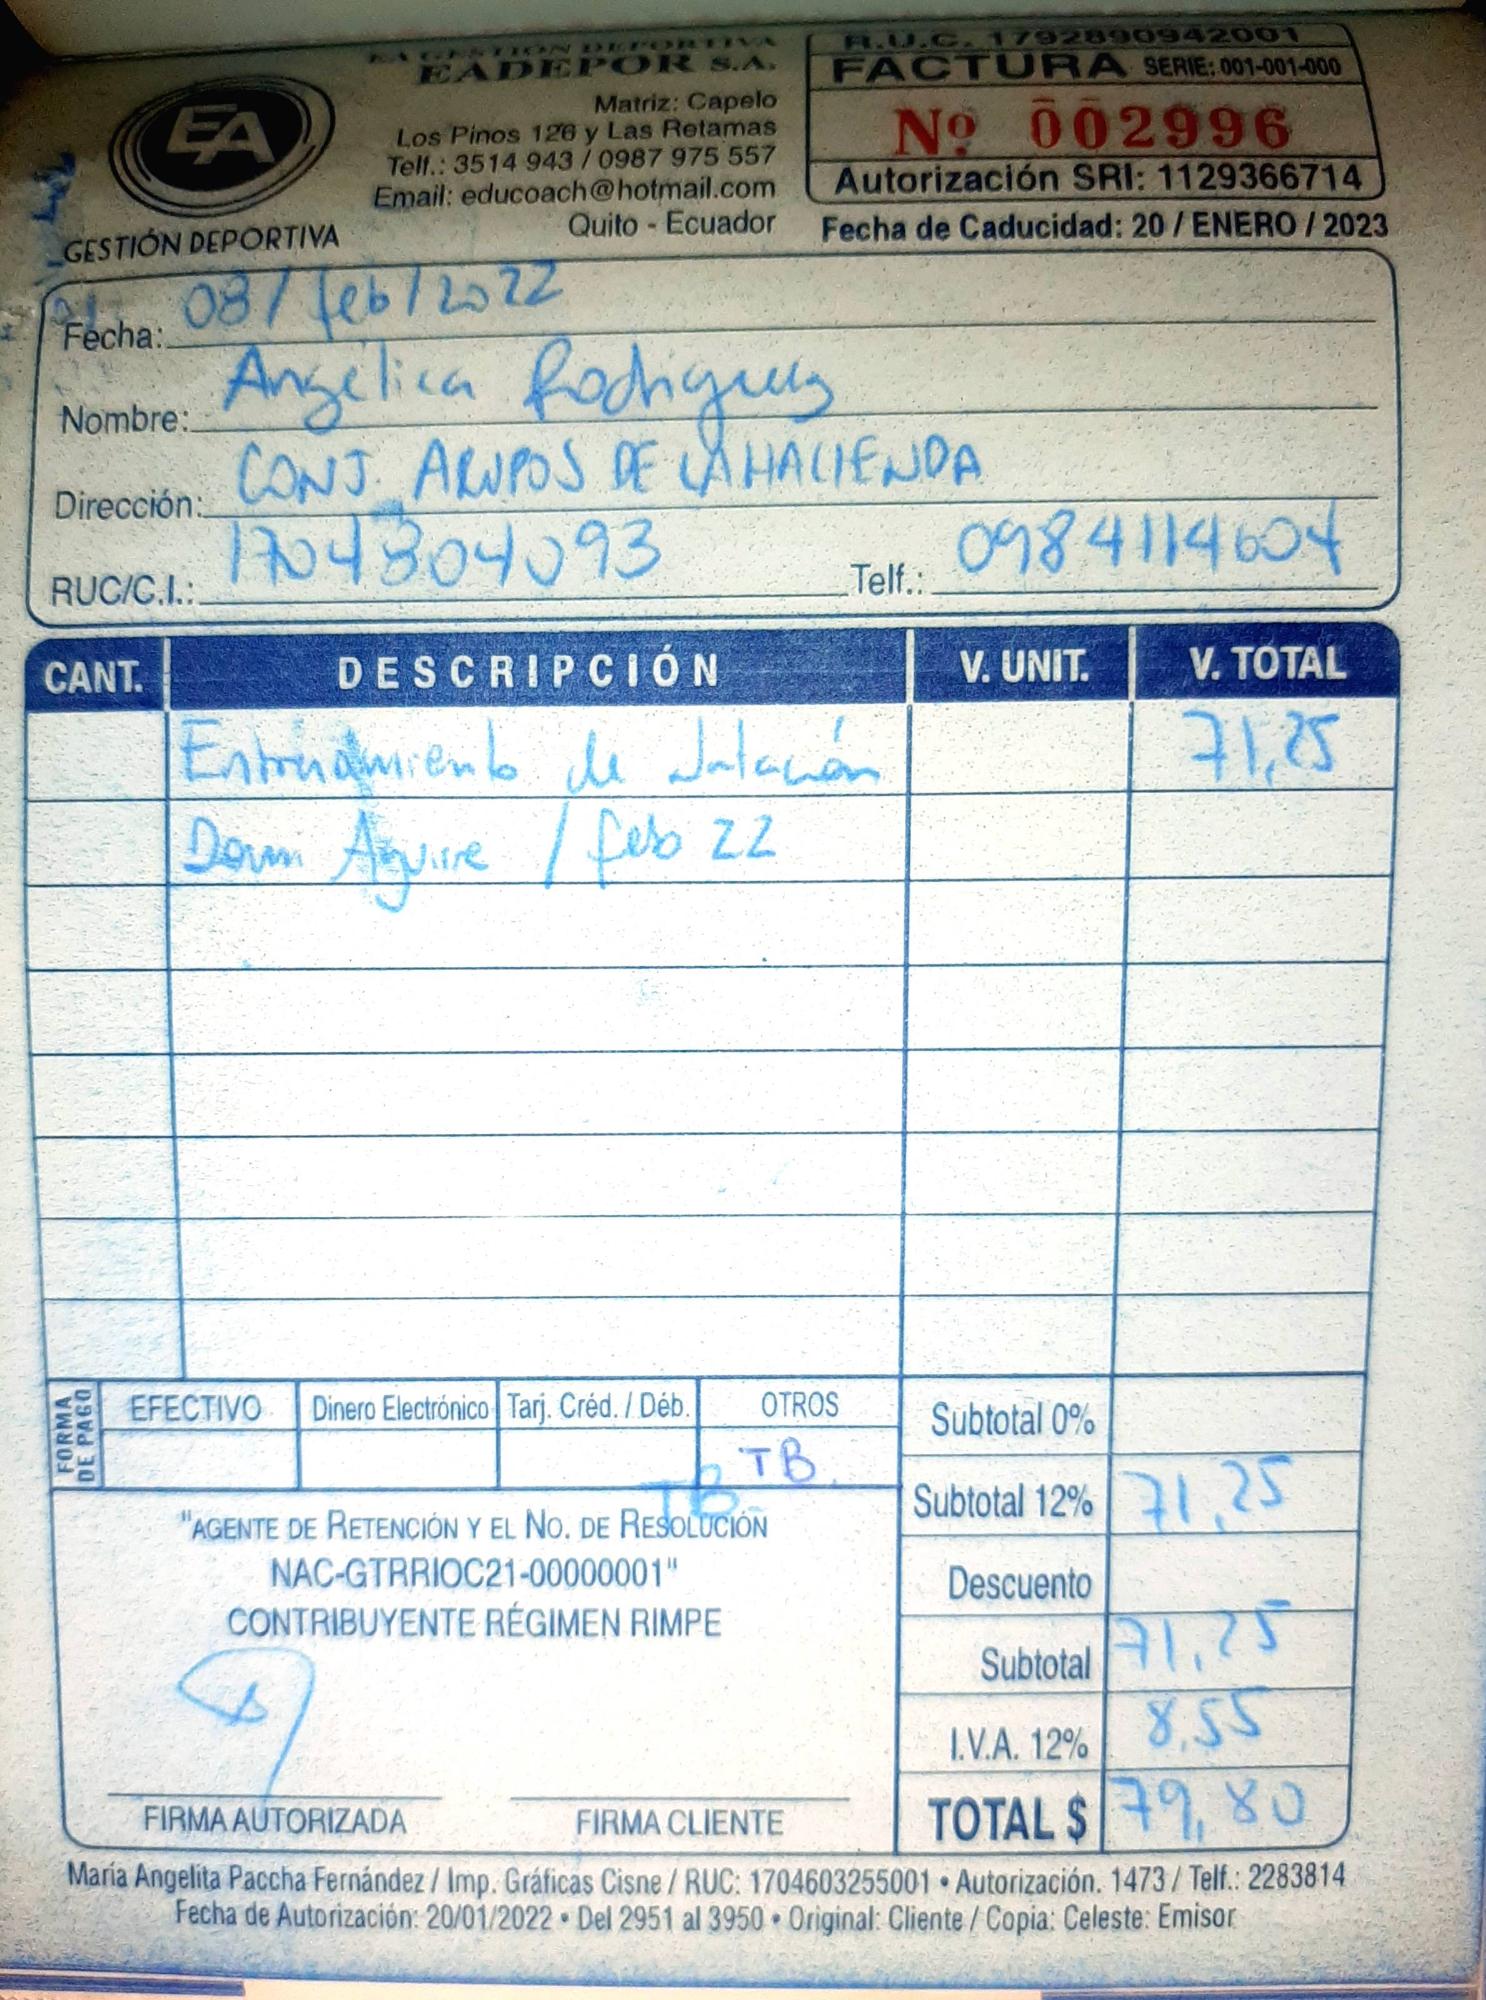 EA GESTIÓN DEPORTIVA
EADEPOR S.A.
Matriz: Capelo
Los Pinos 126 y Las Retamas
Telf.: 3514 943 / 0987 975 557
Email: educoach@hotmail.com
Quito - Ecuador
EA
GESTIÓN DEPORTIVA
R.U.C. 1792890942001
FACTURA SERIE: 001-001-000
Nº 002996
Autorización SRI: 1129366714
Fecha de Caducidad: 20 / ENERO / 2023
Fecha: 08/feb/2022
Nombre: Angélica Rodriguez
Dirección: CONJ. ARUPOS DE LA HACIENDA
RUC/C.I.: 1704304093 Telf.: 0984114604
CANT. DESCRIPCIÓN V. UNIT. V. TOTAL
Entrenamiento de Natación 71,25
Aguirre / feb 22
FORMA DE PAGO
EFECTIVO Dinero Electrónico Tarj. Créd. / Déb. OTROS
TB
TB
"AGENTE DE RETENCIÓN Y EL NO. DE RESOLUCIÓN
NAC-GTRRIOC21-00000001"
CONTRIBUYENTE RÉGIMEN RIMPE
FIRMA AUTORIZADA FIRMA CLIENTE
Subtotal 0%
Subtotal 12% 71,25
Descuento
Subtotal 71,25
I.V.A. 12% 8,55
TOTAL $ 79,80
María Angelita Paccha Fernández / Imp. Gráficas Cisne / RUC: 1704603255001 • Autorización. 1473 / Telf.: 2283814
Fecha de Autorización: 20/01/2022 • Del 2951 al 3950 • Original: Cliente / Copia: Celeste: Emisor